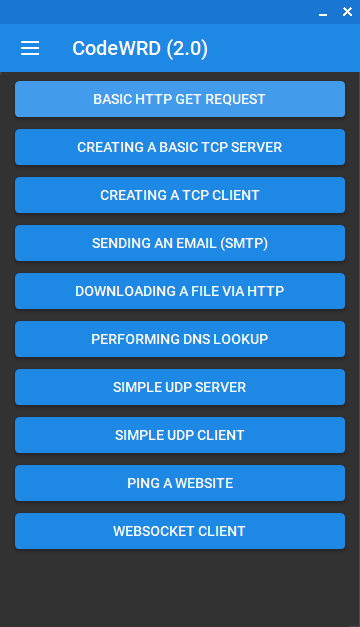 CodeWRD (2.0)
BASIC HTTP GET REQUEST
CREATING A BASIC TCP SERVER
CREATING A TCP CLIENT
SENDING AN EMAIL (SMTP)
DOWNLOADING A FILE VIA HTTP
PERFORMING DNS LOOKUP
SIMPLE UDP SERVER
SIMPLE UDP CLIENT
PING A WEBSITE
WEBSOCKET CLIENT